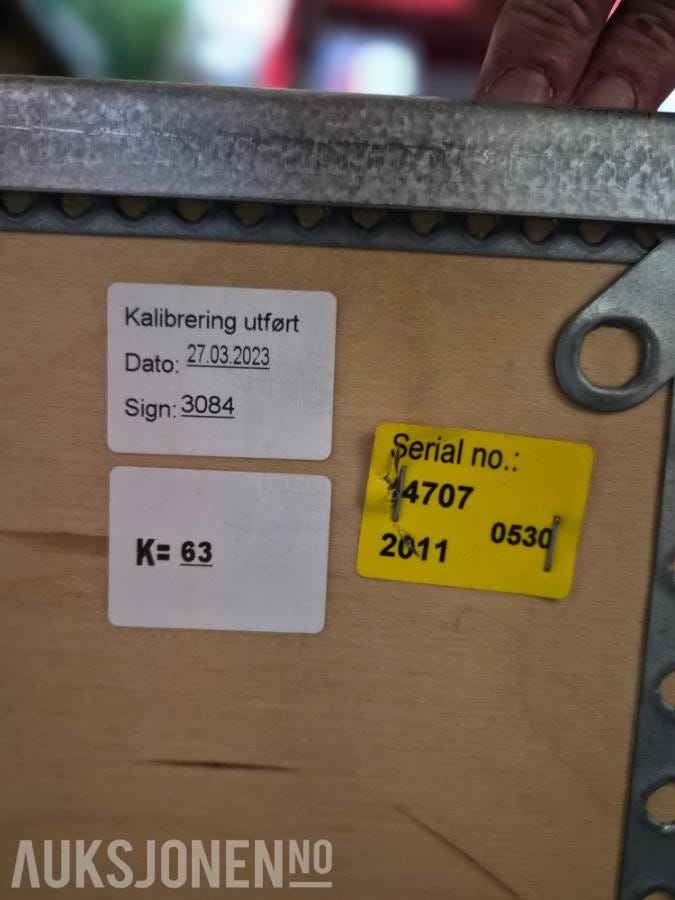 Kalibrering utført
Dato: 27.03.2023
Sign: 3084
K= 63
Serial no.:
4707
0530
2011
AUKSJONEN NO